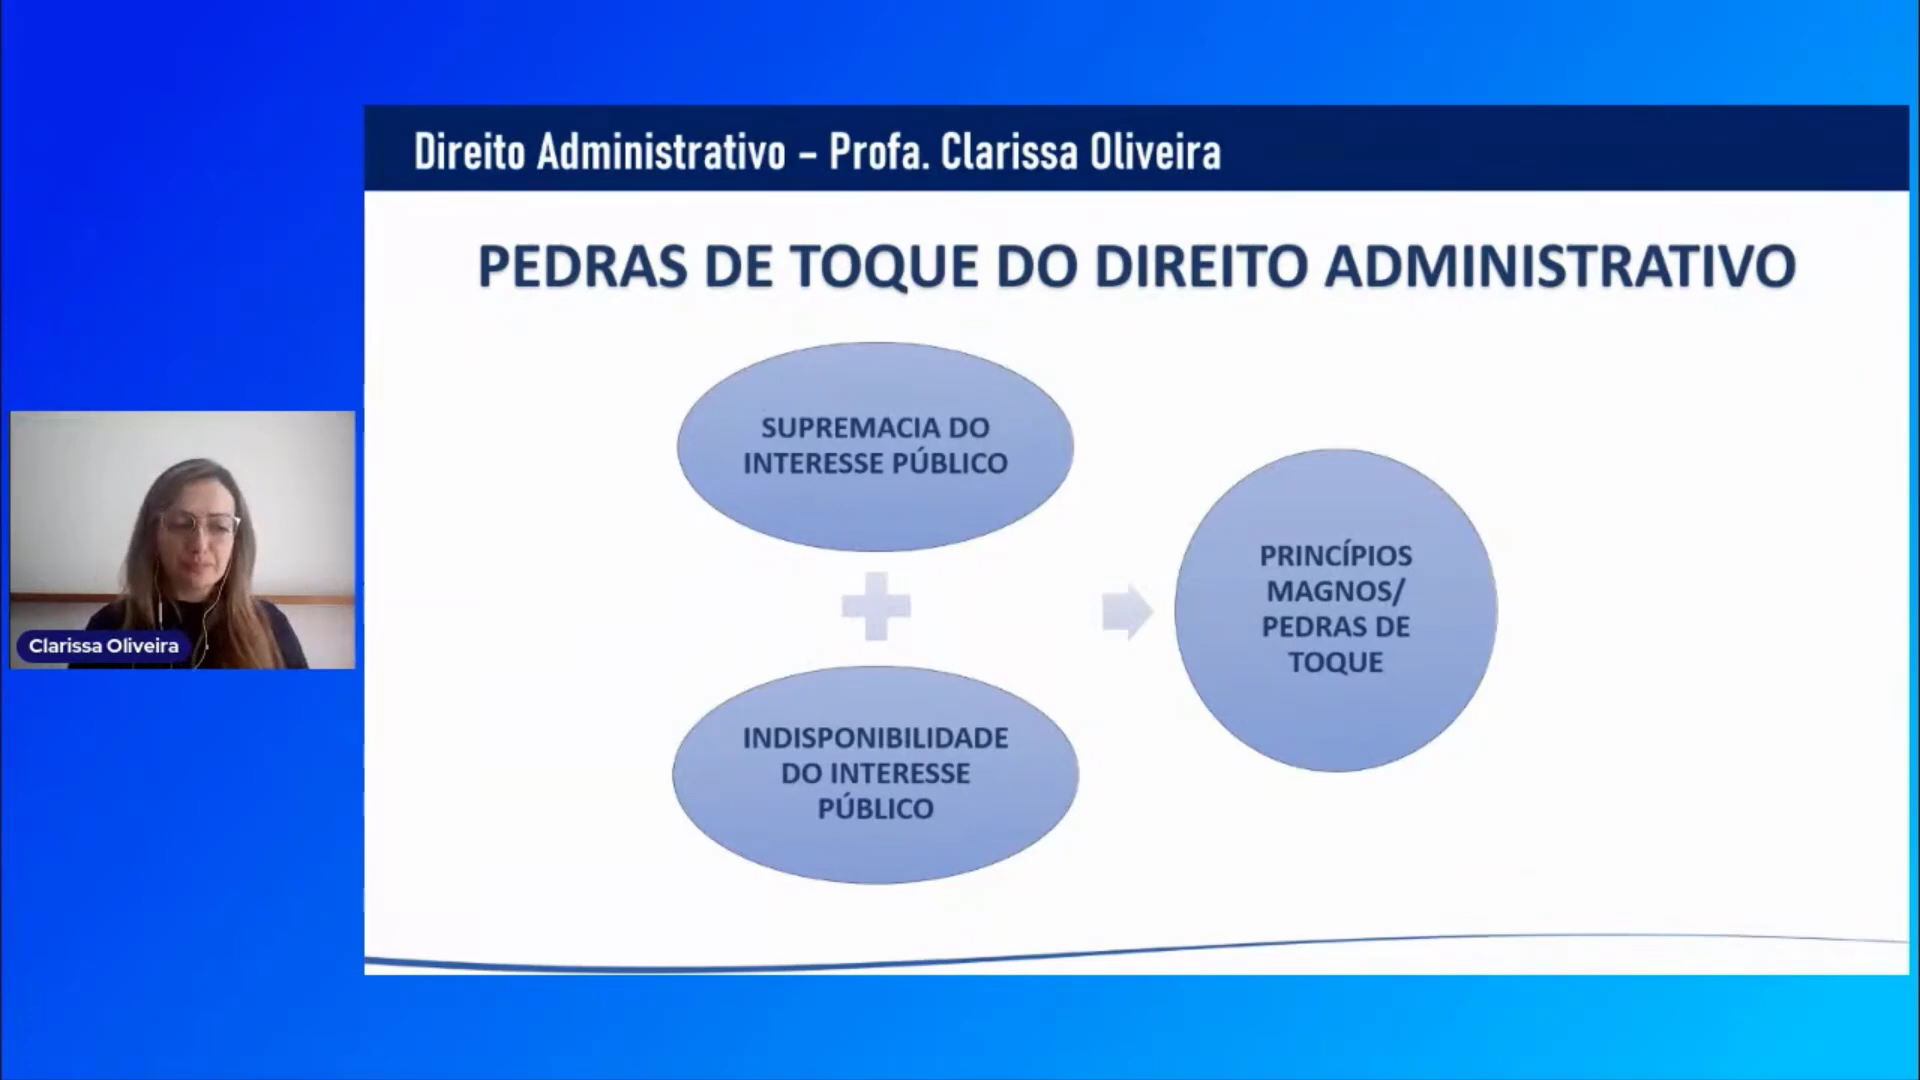 Direito Administrativo – Profa. Clarissa Oliveira
PEDRAS DE TOQUE DO DIREITO ADMINISTRATIVO
SUPREMACIA DO
INTERESSE PÚBLICO
INDISPONIBILIDADE
DO INTERESSE
PÚBLICO
PRINCÍPIOS
MAGNOS/
PEDRAS DE
TOQUE
Clarissa Oliveira